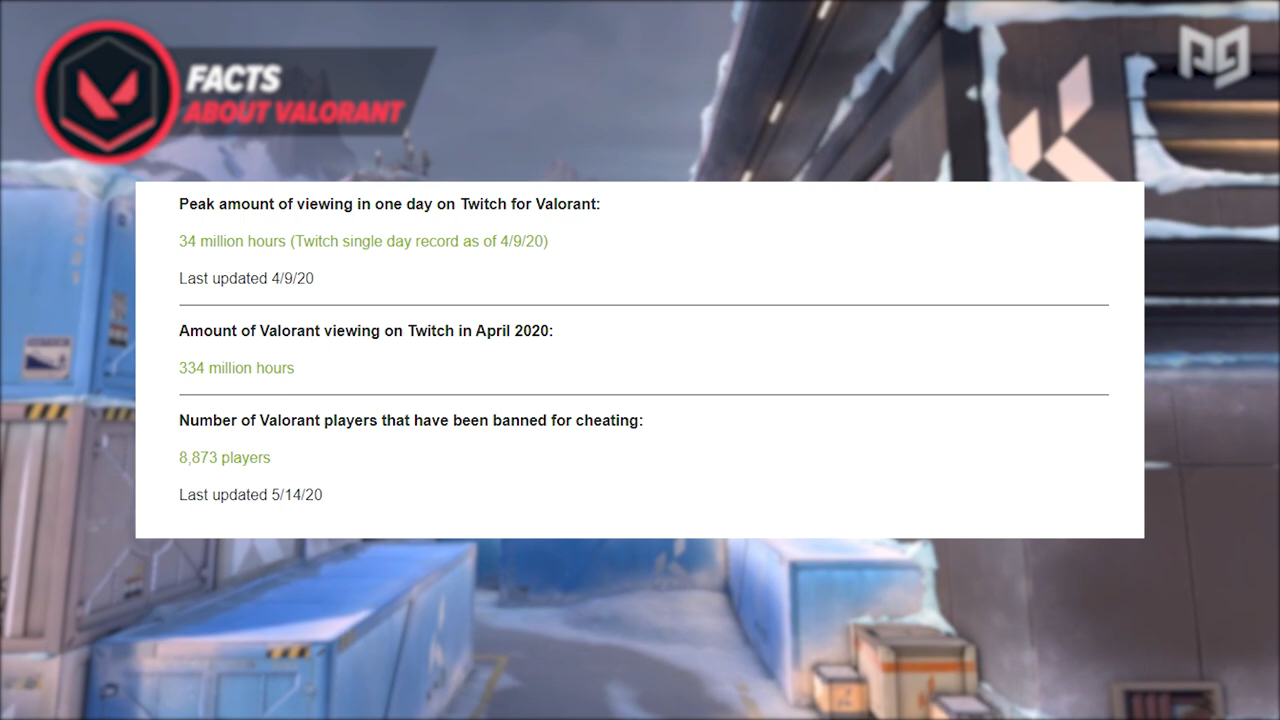 FACTS
ABOUT VALORANT
Peak amount of viewing in one day on Twitch for Valorant:
34 million hours (Twitch single day record as of 4/9/20)
Last updated 4/9/20
Amount of Valorant viewing on Twitch in April 2020:
334 million hours
Number of Valorant players that have been banned for cheating:
8,873 players
Last updated 5/14/20